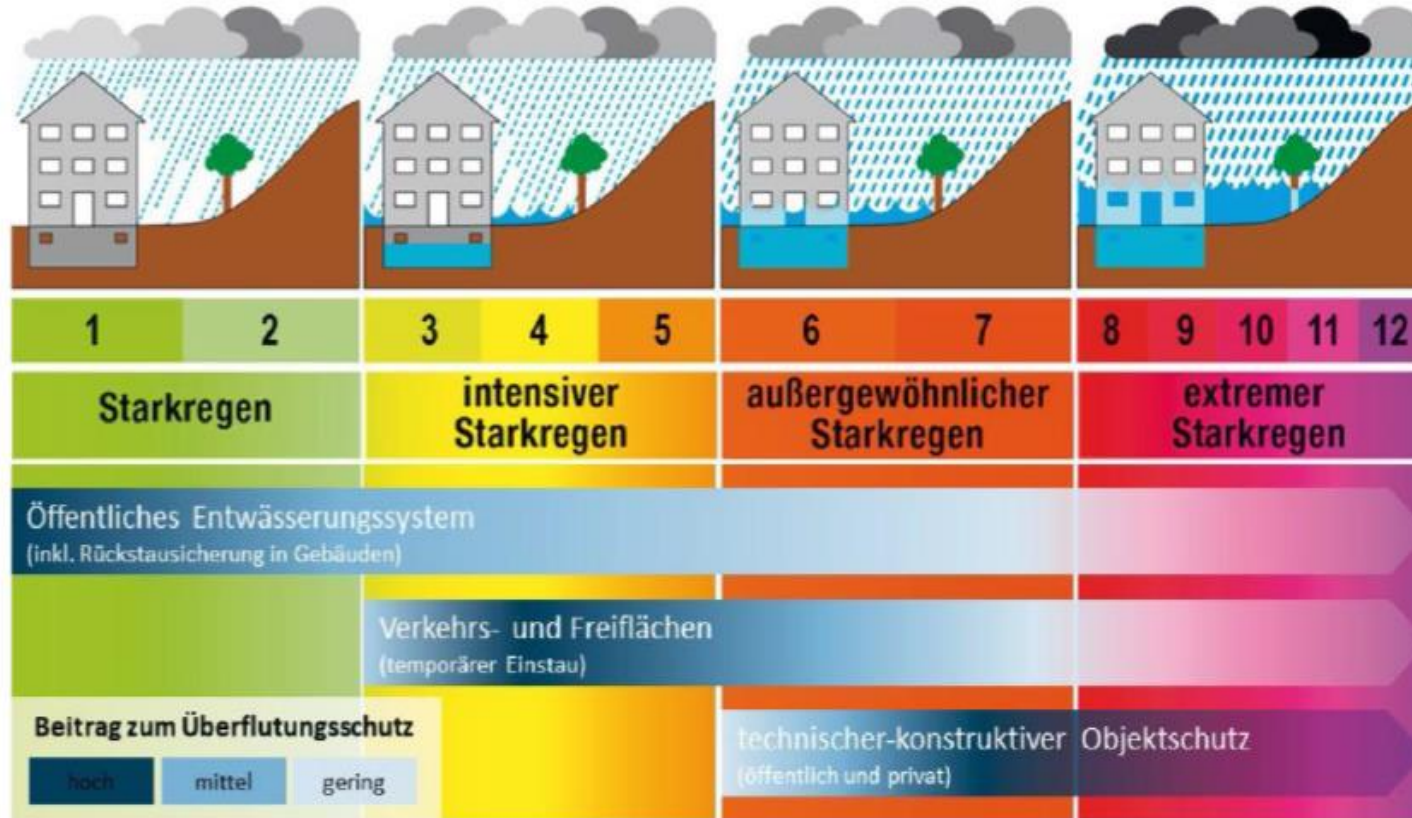 1 2 3 4 5 6 7 8 9 10 11 12
Starkregen
intensiver
Starkregen
außergewöhnlicher
Starkregen
extremer
Starkregen
Öffentliches Entwässerungssystem
(inkl. Rückstausicherung in Gebäuden)
Verkehrs- und Freiflächen
(temporärer Einstau)
technischer-konstruktiver Objektschutz
(öffentlich und privat)
Beitrag zum Überflutungsschutz
hoch mittel gering